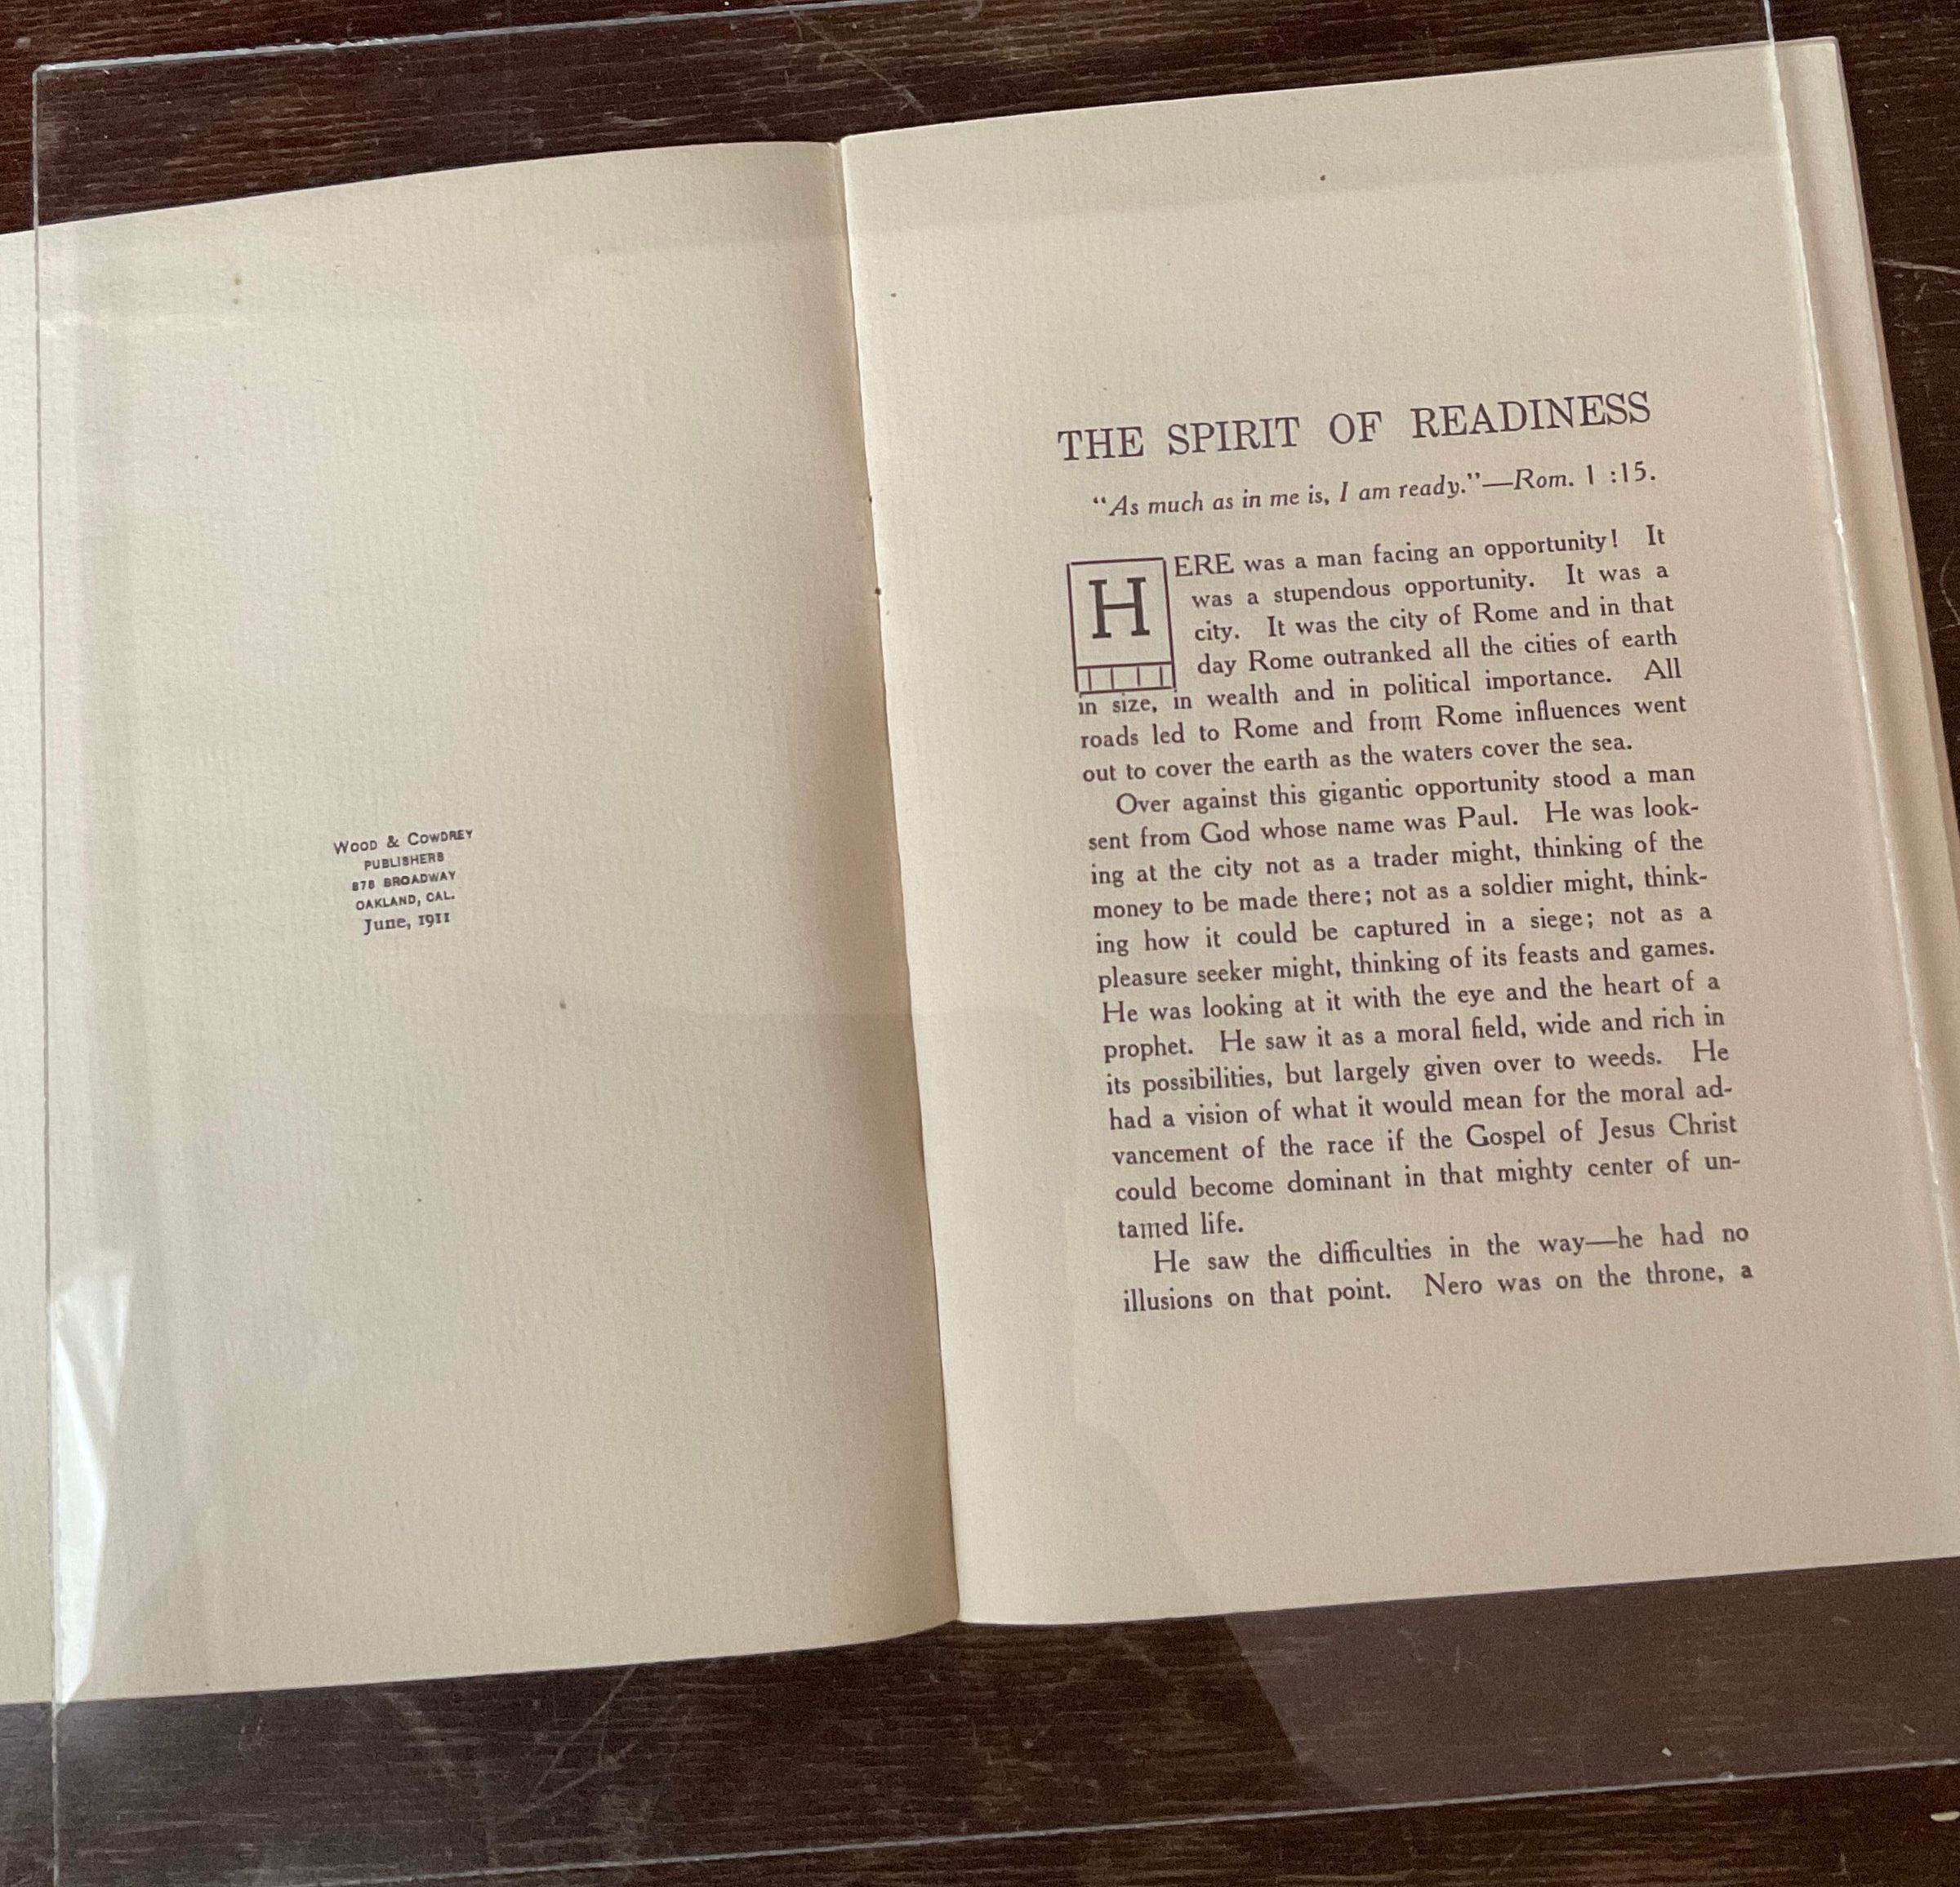 WOOD & COWDREY
PUBLISHERS
878 BROADWAY
OAKLAND, CAL.
June, 1911
THE SPIRIT OF READINESS
“As much as in me is, I am ready.”—Rom. 1 :15.
HERE was a man facing an opportunity! It
was a stupendous opportunity. It was a
city. It was the city of Rome and in that
day Rome outranked all the cities of earth
in size, in wealth and in political importance. All
roads led to Rome and from Rome influences went
out to cover the earth as the waters cover the sea.
Over against this gigantic opportunity stood a man
sent from God whose name was Paul. He was look-
ing at the city not as a trader might, thinking of the
money to be made there; not as a soldier might, think-
ing how it could be captured in a siege; not as a
pleasure seeker might, thinking of its feasts and games.
He was looking at it with the eye and the heart of a
prophet. He saw it as a moral field, wide and rich in
its possibilities, but largely given over to weeds. He
had a vision of what it would mean for the moral ad-
vancement of the race if the Gospel of Jesus Christ
could become dominant in that mighty center of un-
tamed life.
He saw the difficulties in the way—he had no
illusions on that point. Nero was on the throne, a